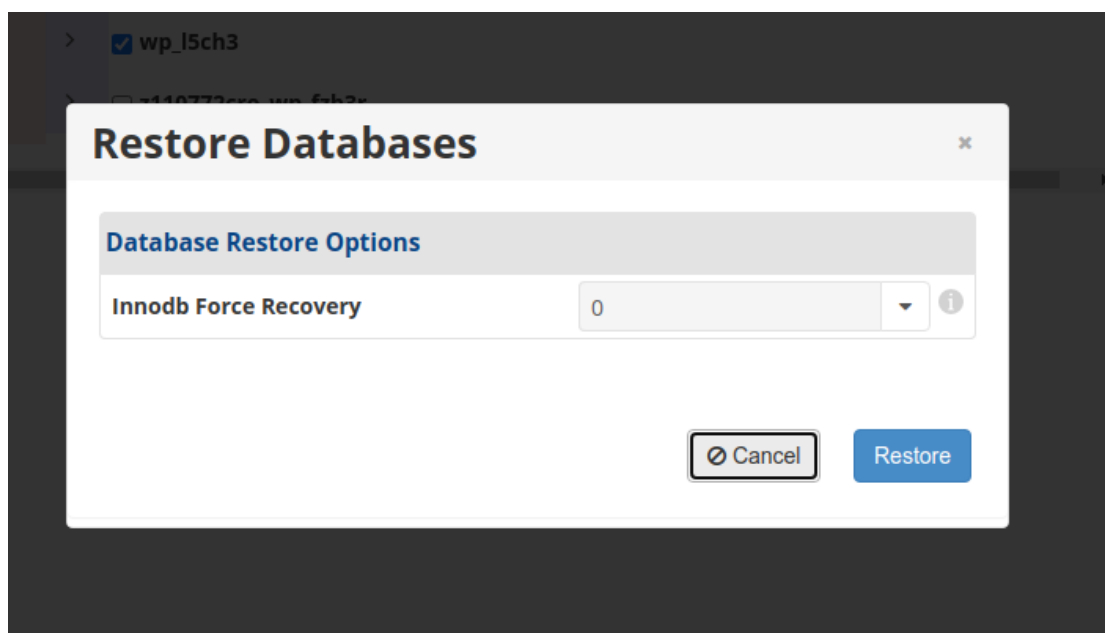 wp_l5ch3
Restore Databases
Database Restore Options
Innodb Force Recovery
0
Cancel
Restore